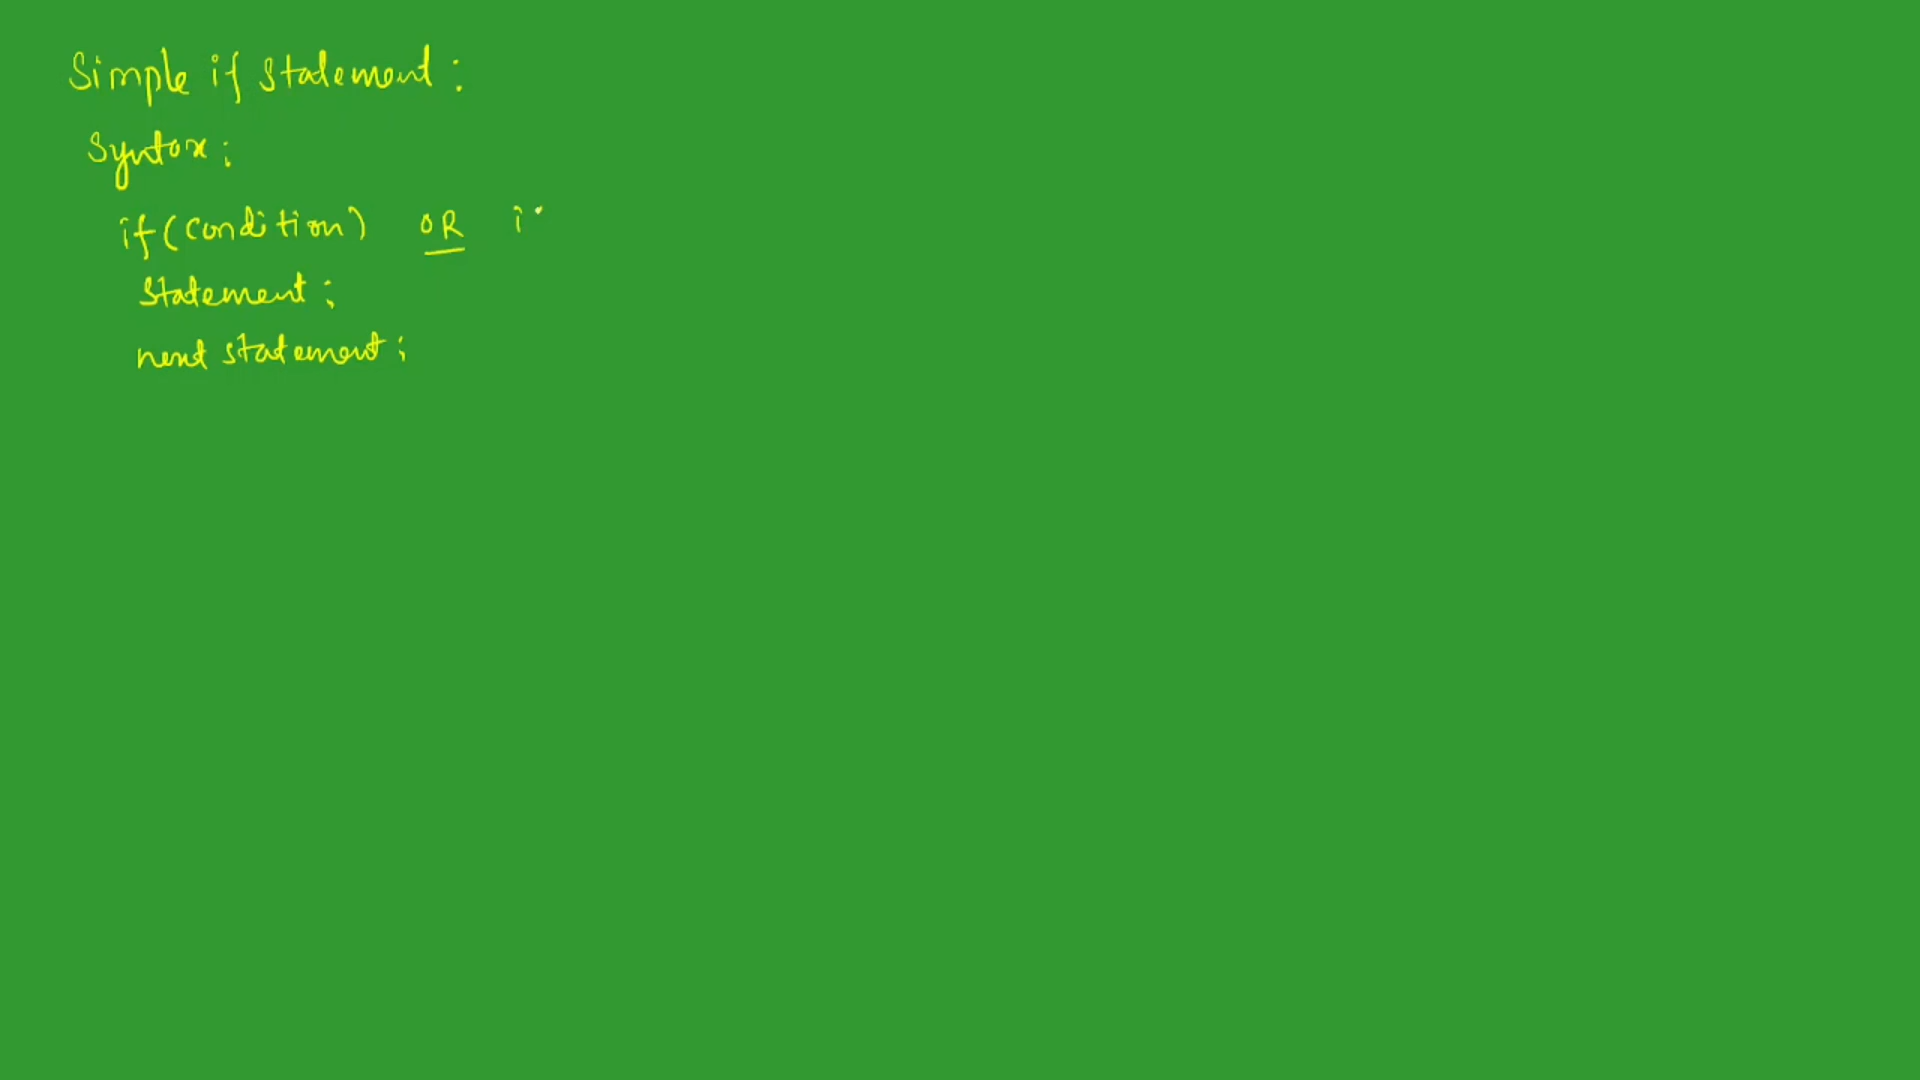 Simple if statement :
Syntax :
if (condition) OR i
statement ;
next statement ;